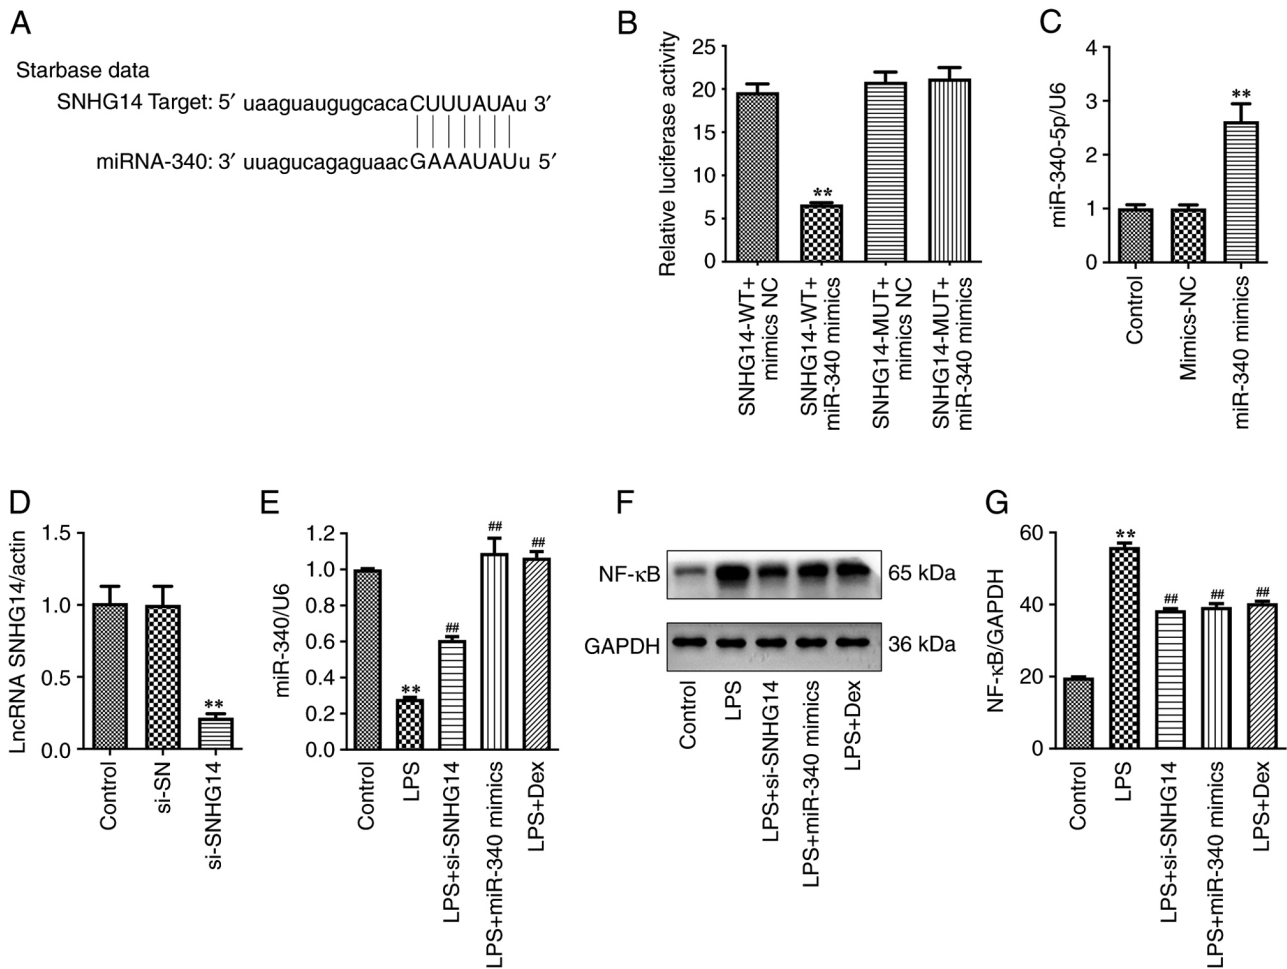 A
Starbase data
SNHG14 Target: 5′ uaaguaugugcacaCUUUAUAu 3′
miRNA-340: 3′ uuagucagaguaacGAAAUAUu 5′
B
Relative luciferase activity
25
20
15
10
5
0
**
SNHG14-WT+
mimics NC
SNHG14-WT+
miR-340 mimics
SNHG14-MUT+
mimics NC
SNHG14-MUT+
miR-340 mimics
C
miR-340-5p/U6
4
3
2
1
0
**
Control
Mimics-NC
miR-340 mimics
D
LncRNA SNHG14/actin
1.5
1.0
0.5
0.0
**
Control
si-SN
si-SNHG14
E
miR-340/U6
1.2
1.0
0.8
0.6
0.4
0.2
0.0
**
##
##
##
Control
LPS
LPS+si-SNHG14
LPS+miR-340 mimics
LPS+Dex
F
NF-κB
65 kDa
GAPDH
36 kDa
Control
LPS
LPS+si-SNHG14
LPS+miR-340 mimics
LPS+Dex
G
NF-κB/GAPDH
60
40
20
0
**
##
##
##
Control
LPS
LPS+si-SNHG14
LPS+miR-340 mimics
LPS+Dex